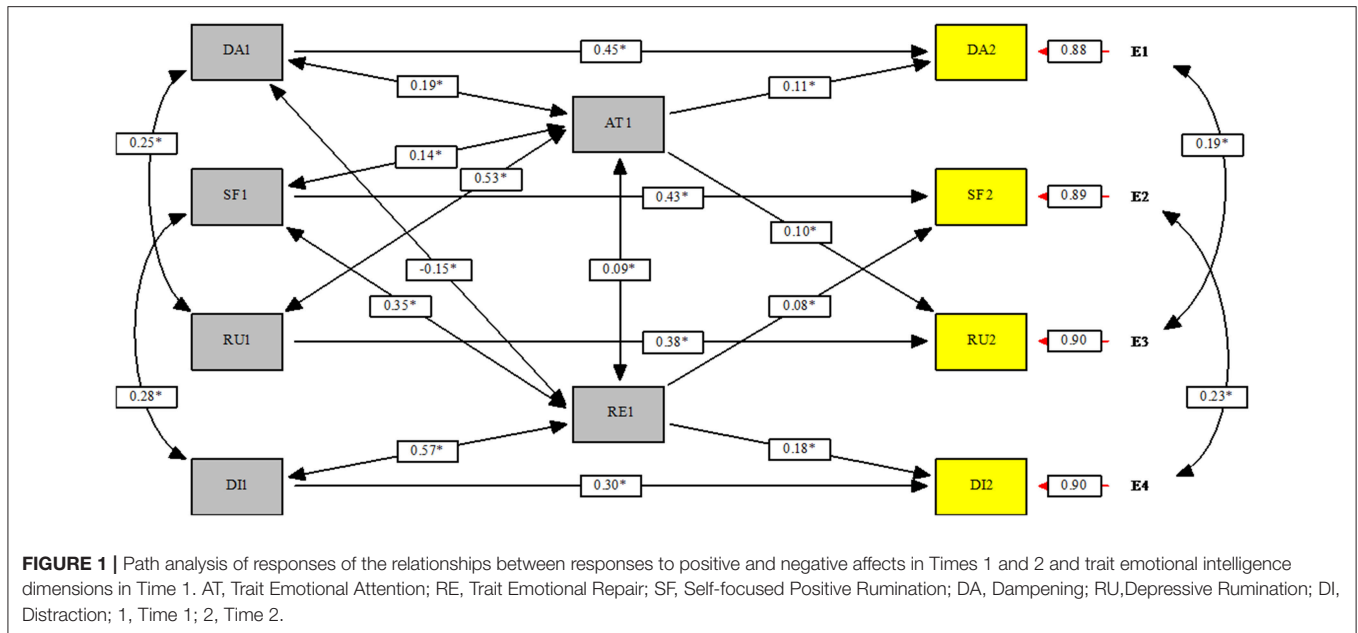 DA1
0.45*
DA2
0.88
E1
0.19*
0.11*
AT1
0.25*
0.14*
0.53*
0.19*
SF1
0.43*
SF2
0.89
E2
0.10*
-0.15*
0.09*
0.35*
0.08*
RU1
0.38*
RU2
0.90
E3
0.28*
RE1
0.23*
0.57*
0.18*
DI1
0.30*
DI2
0.90
E4
FIGURE 1 | Path analysis of responses of the relationships between responses to positive and negative affects in Times 1 and 2 and trait emotional intelligence
dimensions in Time 1. AT, Trait Emotional Attention; RE, Trait Emotional Repair; SF, Self-focused Positive Rumination; DA, Dampening; RU,Depressive Rumination; DI,
Distraction; 1, Time 1; 2, Time 2.